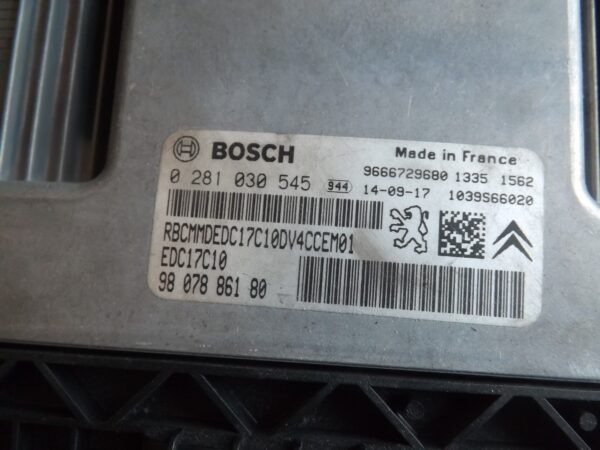 BOSCH Made in France
0 281 030 545 944 9666729680 1335 1562
14-09-17 1039S66020
RBCMMDEDC17C10DV4CCEM01
EDC17C10
98 078 861 80